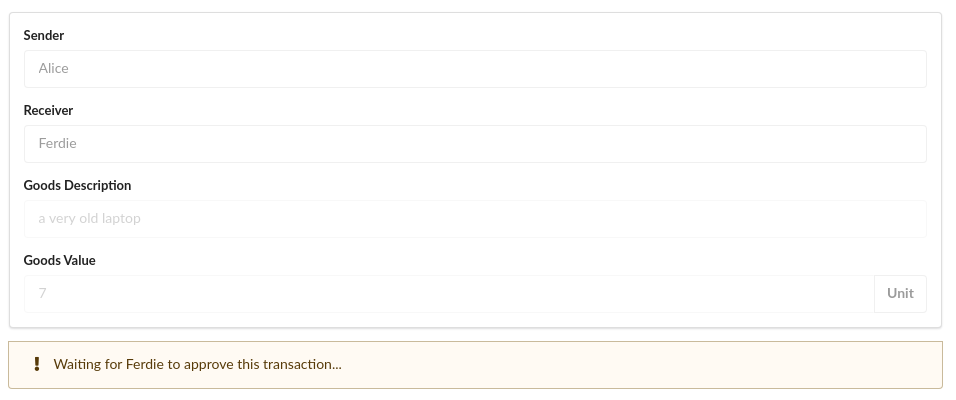 Sender
Alice
Receiver
Ferdie
Goods Description
a very old laptop
Goods Value
7 Unit
Waiting for Ferdie to approve this transaction...